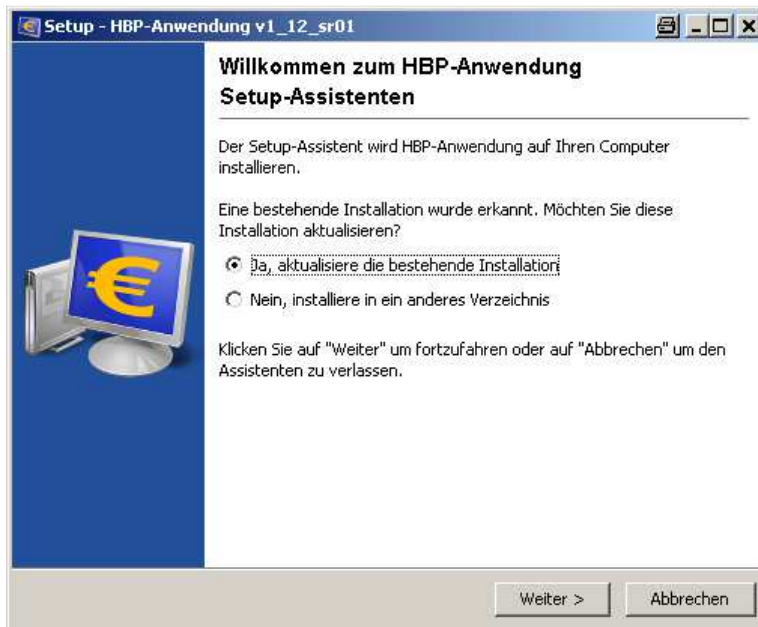 Setup - HBP-Anwendung v1_12_sr01
Willkommen zum HBP-Anwendung
Setup-Assistenten
Der Setup-Assistent wird HBP-Anwendung auf Ihren Computer
installieren.
Eine bestehende Installation wurde erkannt. Möchten Sie diese
Installation aktualisieren?
Ja, aktualisiere die bestehende Installation
Nein, installiere in ein anderes Verzeichnis
Klicken Sie auf "Weiter" um fortzufahren oder auf "Abbrechen" um den
Assistenten zu verlassen.
Weiter >
Abbrechen